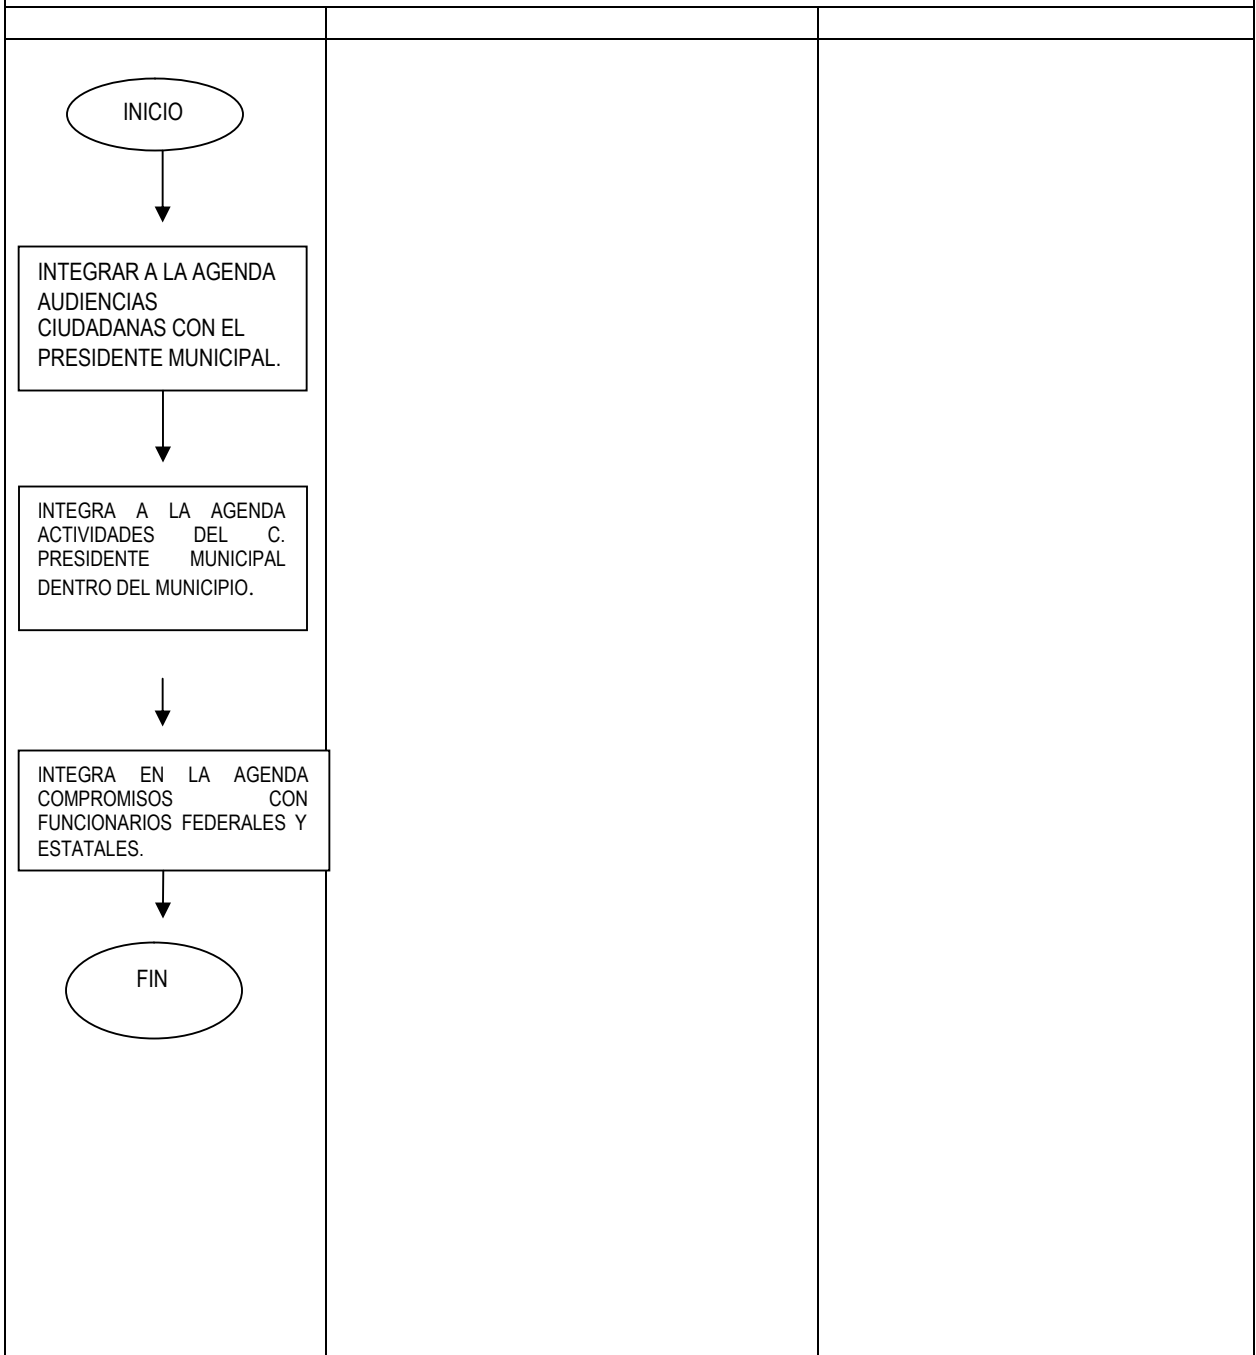 INICIO
INTEGRAR A LA AGENDA
AUDIENCIAS
CIUDADANAS CON EL
PRESIDENTE MUNICIPAL.
INTEGRA A LA AGENDA
ACTIVIDADES DEL C.
PRESIDENTE MUNICIPAL
DENTRO DEL MUNICIPIO.
INTEGRA EN LA AGENDA
COMPROMISOS CON
FUNCIONARIOS FEDERALES Y
ESTATALES.
FIN